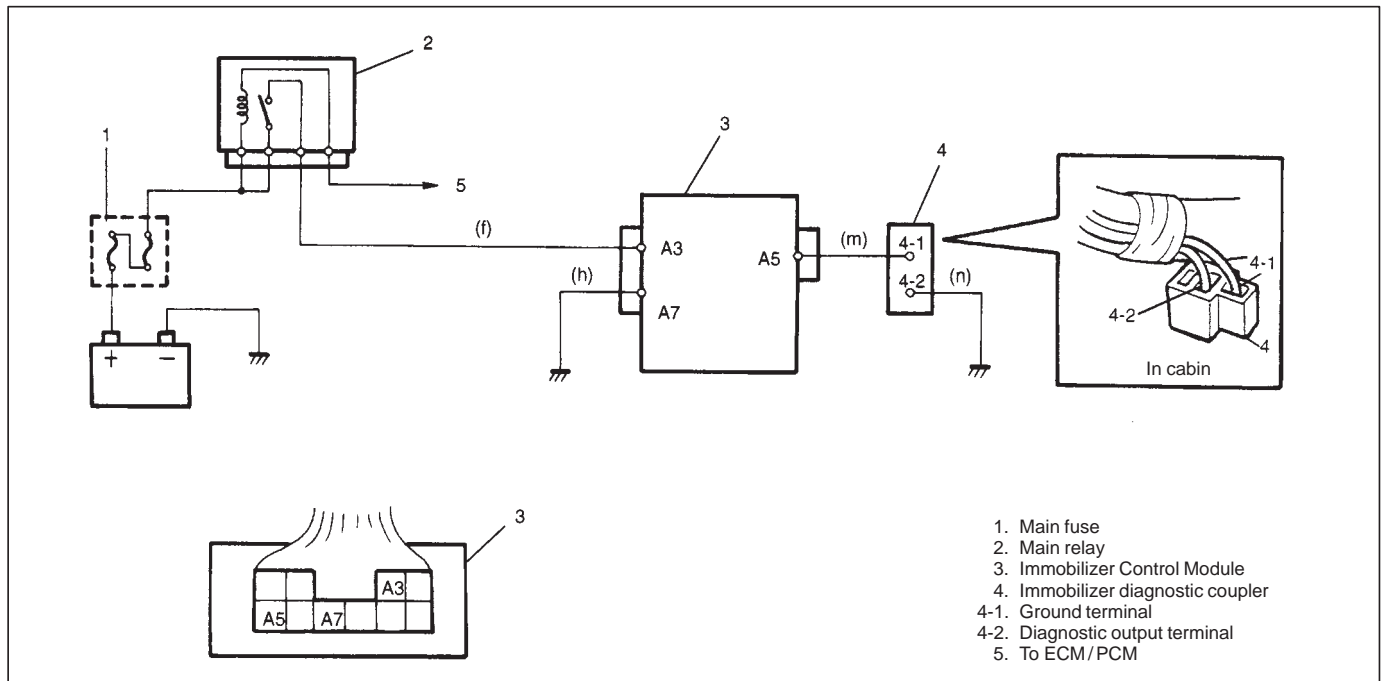 2
1
3
4
5
(f)
(m)
4-1
4-2
(n)
A3
A5
(h)
A7
+ −
4-1
4-2
4
In cabin
3
A3
A5 A7
1. Main fuse
2. Main relay
3. Immobilizer Control Module
4. Immobilizer diagnostic coupler
4-1. Ground terminal
4-2. Diagnostic output terminal
5. To ECM / PCM